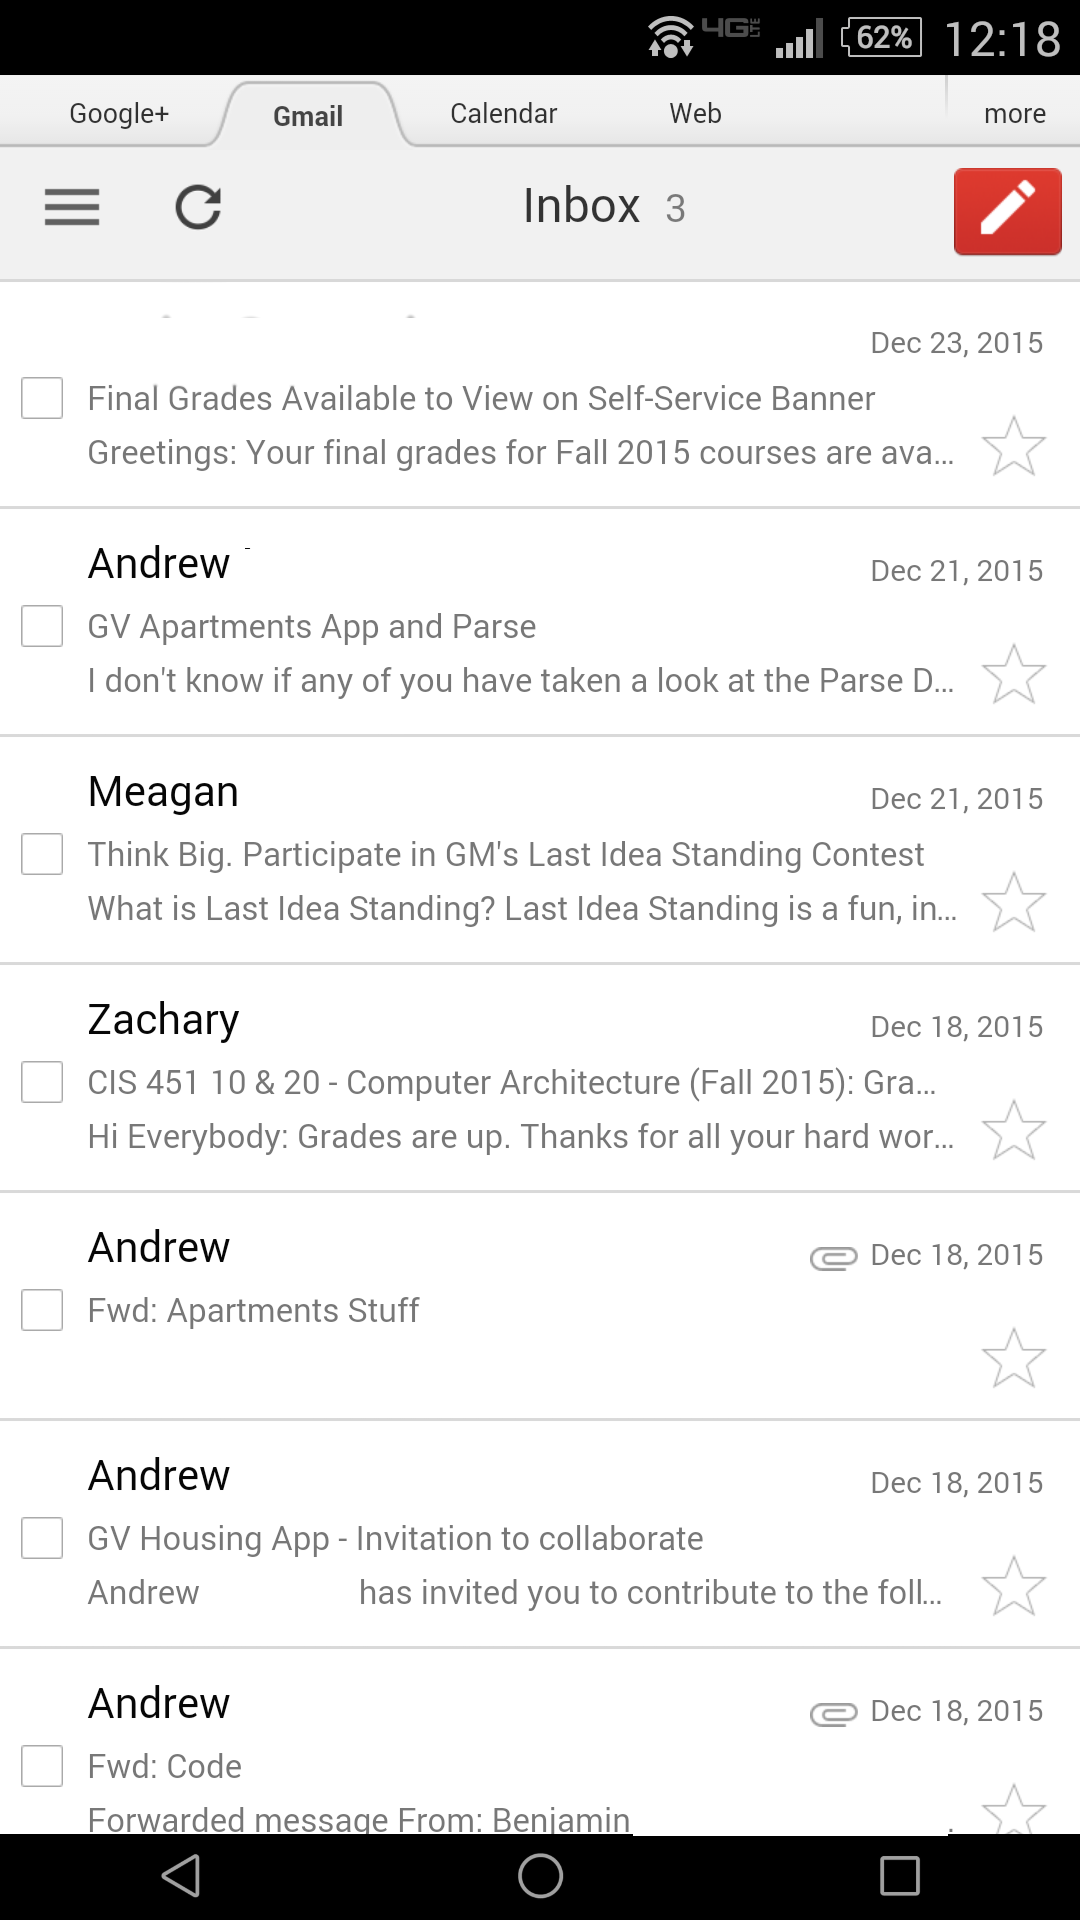 4G LTE 62% 12:18
Google+ Gmail Calendar Web more
Inbox 3
Dec 23, 2015
Final Grades Available to View on Self-Service Banner
Greetings: Your final grades for Fall 2015 courses are ava...
Andrew Dec 21, 2015
GV Apartments App and Parse
I don't know if any of you have taken a look at the Parse D...
Meagan Dec 21, 2015
Think Big. Participate in GM's Last Idea Standing Contest
What is Last Idea Standing? Last Idea Standing is a fun, in...
Zachary Dec 18, 2015
CIS 451 10 & 20 - Computer Architecture (Fall 2015): Gra...
Hi Everybody: Grades are up. Thanks for all your hard wor...
Andrew Dec 18, 2015
Fwd: Apartments Stuff
Andrew Dec 18, 2015
GV Housing App - Invitation to collaborate
Andrew has invited you to contribute to the foll...
Andrew Dec 18, 2015
Fwd: Code
Forwarded message From: Benjamin